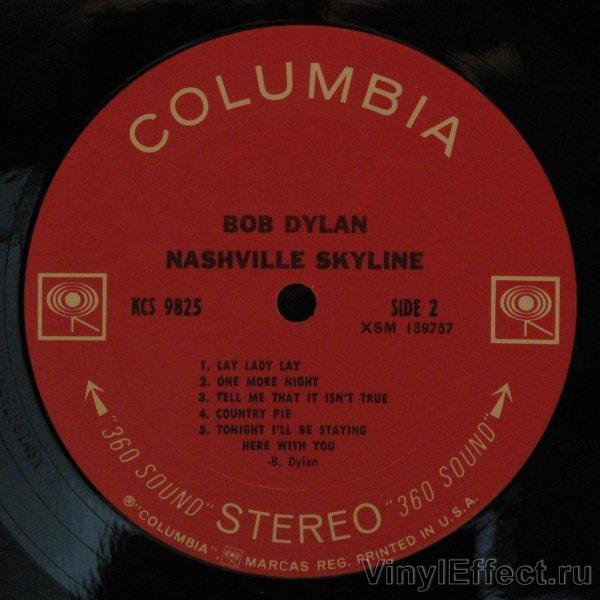 COLUMBIA
BOB DYLAN
NASHVILLE SKYLINE
KCS 9825
SIDE 2
XSM 139757
1. LAY LADY LAY
2. ONE MORE NIGHT
3. TELL ME THAT IT ISN'T TRUE
4. COUNTRY PIE
5. TONIGHT I'LL BE STAYING
HERE WITH YOU
-B. Dylan
"360 SOUND" STEREO "360 SOUND"
℗"COLUMBIA", MARCAS REG. PRINTED IN U.S.A.
VinylEffect.ru